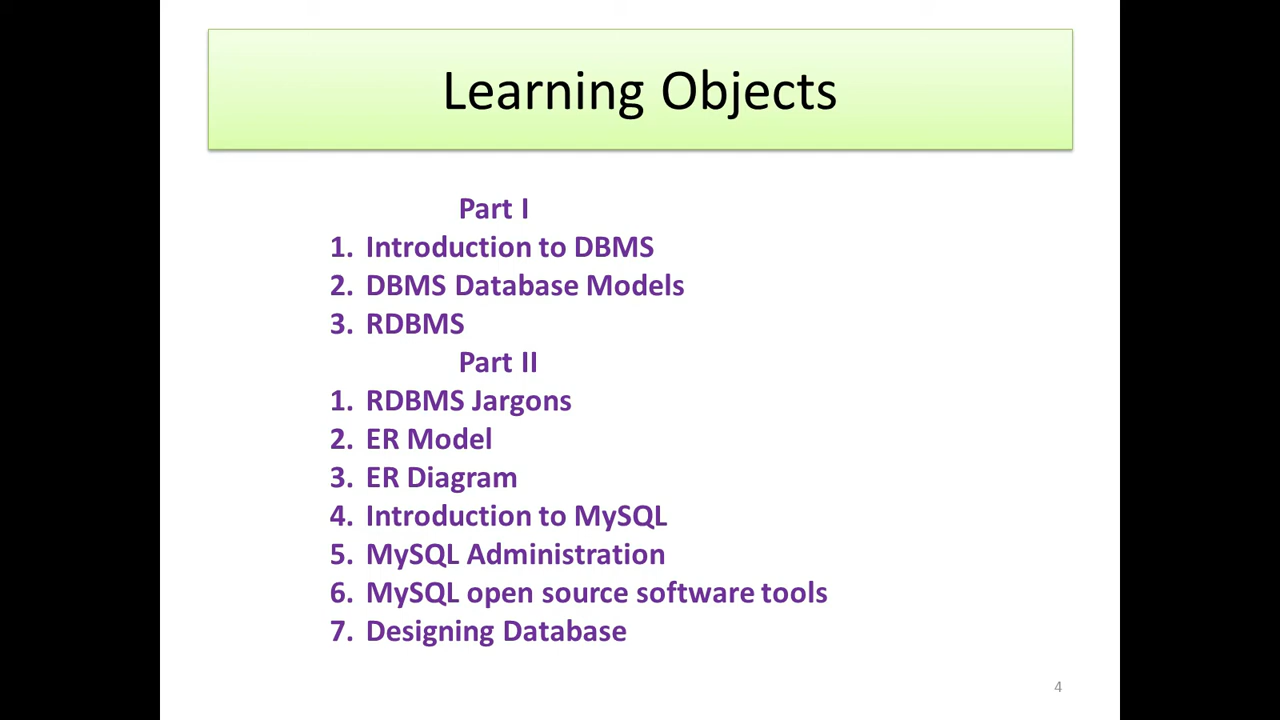 Learning Objects
Part I
1. Introduction to DBMS
2. DBMS Database Models
3. RDBMS
Part II
1. RDBMS Jargons
2. ER Model
3. ER Diagram
4. Introduction to MySQL
5. MySQL Administration
6. MySQL open source software tools
7. Designing Database
4